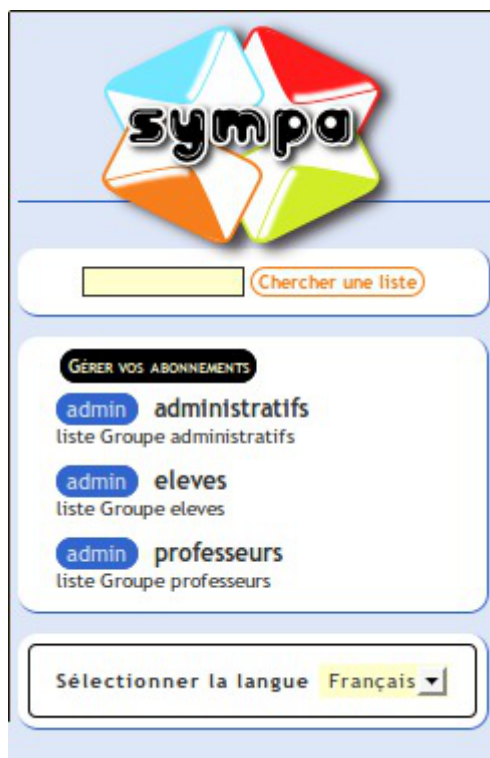 sympa
Chercher une liste
GÉRER VOS ABONNEMENTS
admin administratifs
liste Groupe administratifs
admin eleves
liste Groupe eleves
admin professeurs
liste Groupe professeurs
Sélectionner la langue Français